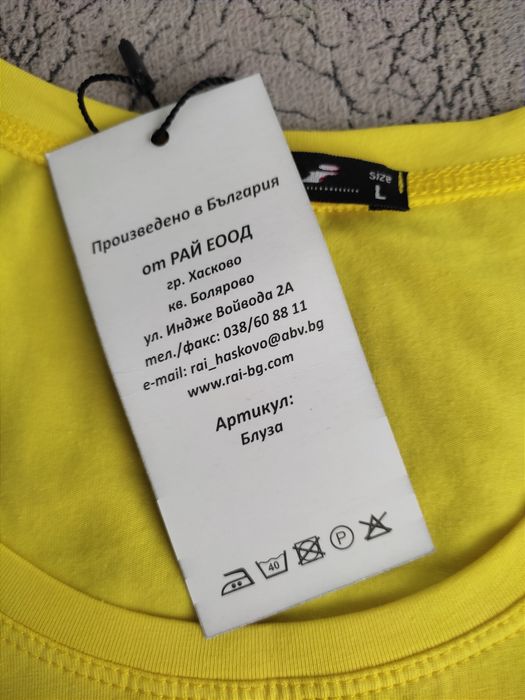 Произведено в България
от РАЙ ЕООД
гр. Хасково
кв. Болярово
ул. Индже Войвода 2А
тел./факс: 038/60 88 11
e-mail: rai_haskovo@abv.bg
www.rai-bg.com
Артикул:
Блуза
40
P
size
L